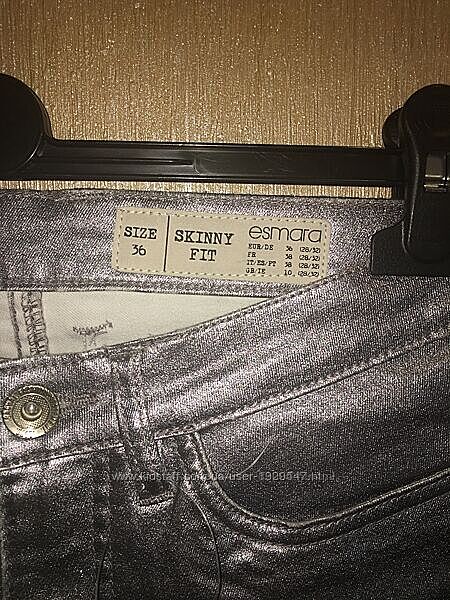 SIZE
36
SKINNY
FIT
esmara
EUR/DE 36 (28/32)
FR 38 (28/32)
IT/ES/PT 38 (28/32)
GB/IE 10 (28/32)